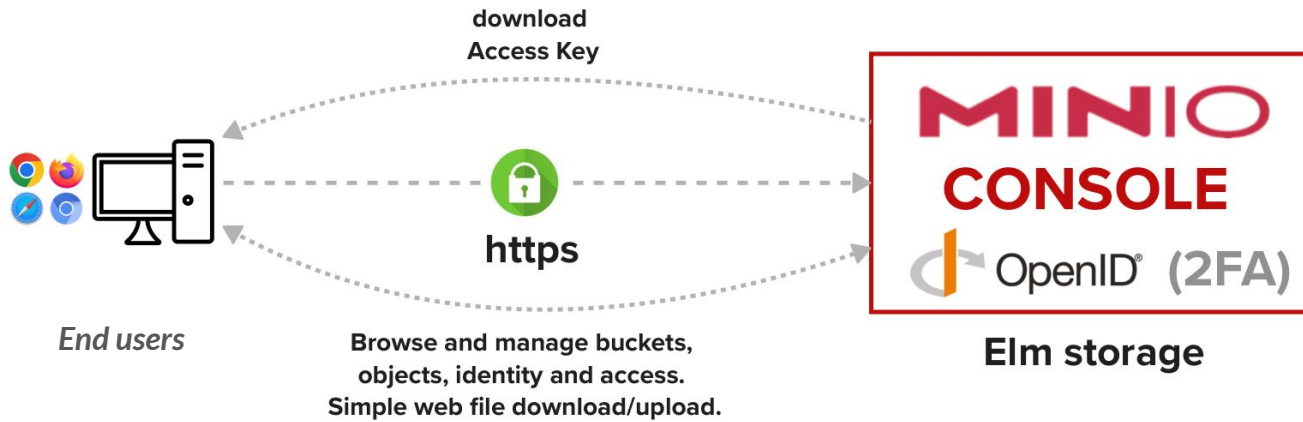 download
Access Key
MINIO
CONSOLE
https
OpenID® (2FA)
End users
Browse and manage buckets,
objects, identity and access.
Simple web file download/upload.
Elm storage